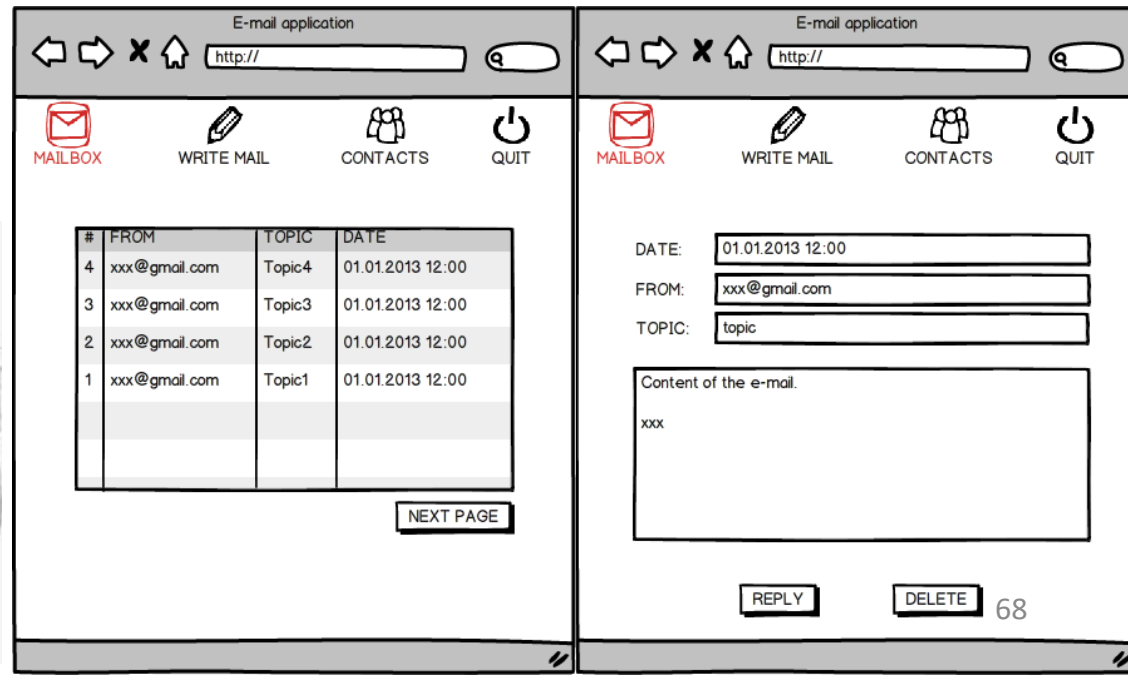 E-mail application
http://
MAILBOX WRITE MAIL CONTACTS QUIT
# FROM TOPIC DATE
4 xxx@gmail.com Topic4 01.01.2013 12:00
3 xxx@gmail.com Topic3 01.01.2013 12:00
2 xxx@gmail.com Topic2 01.01.2013 12:00
1 xxx@gmail.com Topic1 01.01.2013 12:00
NEXT PAGE
E-mail application
http://
MAILBOX WRITE MAIL CONTACTS QUIT
DATE: 01.01.2013 12:00
FROM: xxx@gmail.com
TOPIC: topic
Content of the e-mail.
xxx
REPLY DELETE
68